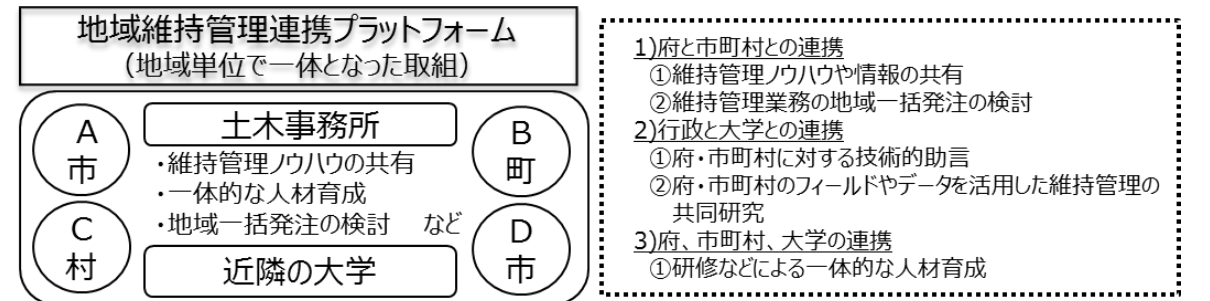 地域維持管理連携プラットフォーム
(地域単位で一体となった取組)
A
市
土木事務所
B
町
・維持管理ノウハウの共有
・一体的な人材育成
・地域一括発注の検討 など
C
村
近隣の大学
D
市
1)府と市町村との連携
①維持管理ノウハウや情報の共有
②維持管理業務の地域一括発注の検討
2)行政と大学との連携
①府・市町村に対する技術的助言
②府・市町村のフィールドやデータを活用した維持管理の
共同研究
3)府、市町村、大学の連携
①研修などによる一体的な人材育成